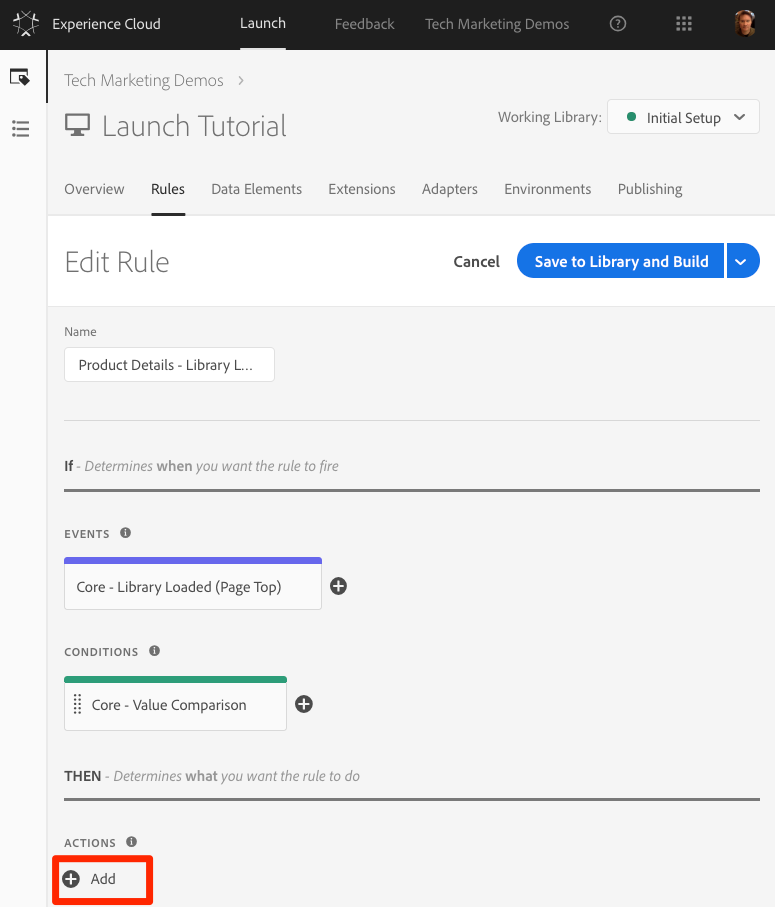 Experience Cloud Launch Feedback Tech Marketing Demos
Tech Marketing Demos
Launch Tutorial
Working Library: Initial Setup
Overview Rules Data Elements Extensions Adapters Environments Publishing
Edit Rule
Cancel Save to Library and Build
Name
Product Details - Library L...
If - Determines when you want the rule to fire
EVENTS
Core - Library Loaded (Page Top)
CONDITIONS
Core - Value Comparison
THEN - Determines what you want the rule to do
ACTIONS
Add